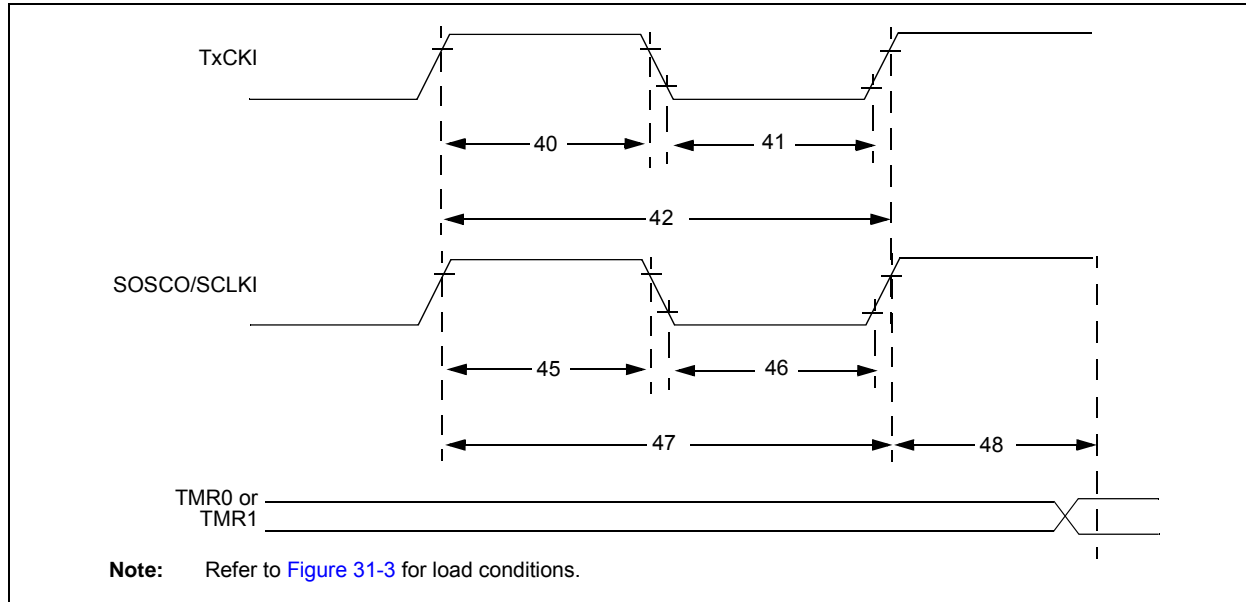 TxCKI
40
41
42
SOSCO/SCLKI
45
46
47
48
TMR0 or
TMR1
Note: Refer to Figure 31-3 for load conditions.